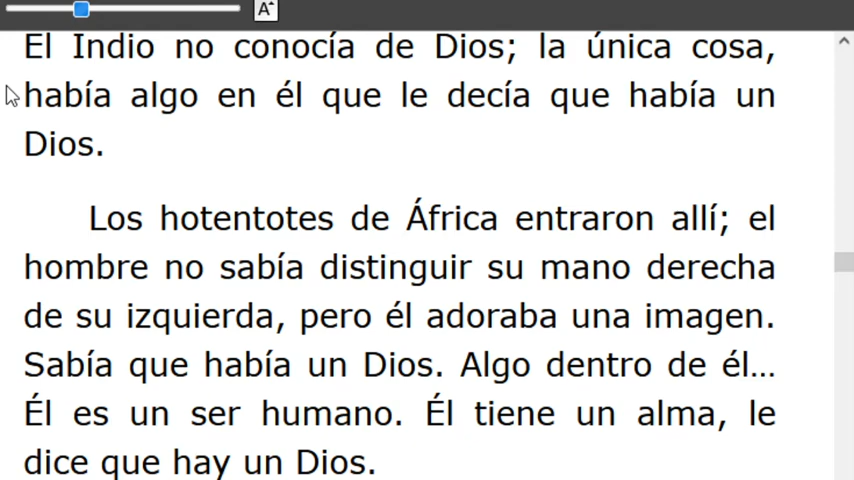 A
El Indio no conocía de Dios; la única cosa,
había algo en él que le decía que había un
Dios.
Los hotentotes de África entraron allí; el
hombre no sabía distinguir su mano derecha
de su izquierda, pero él adoraba una imagen.
Sabía que había un Dios. Algo dentro de él...
Él es un ser humano. Él tiene un alma, le
dice que hay un Dios.